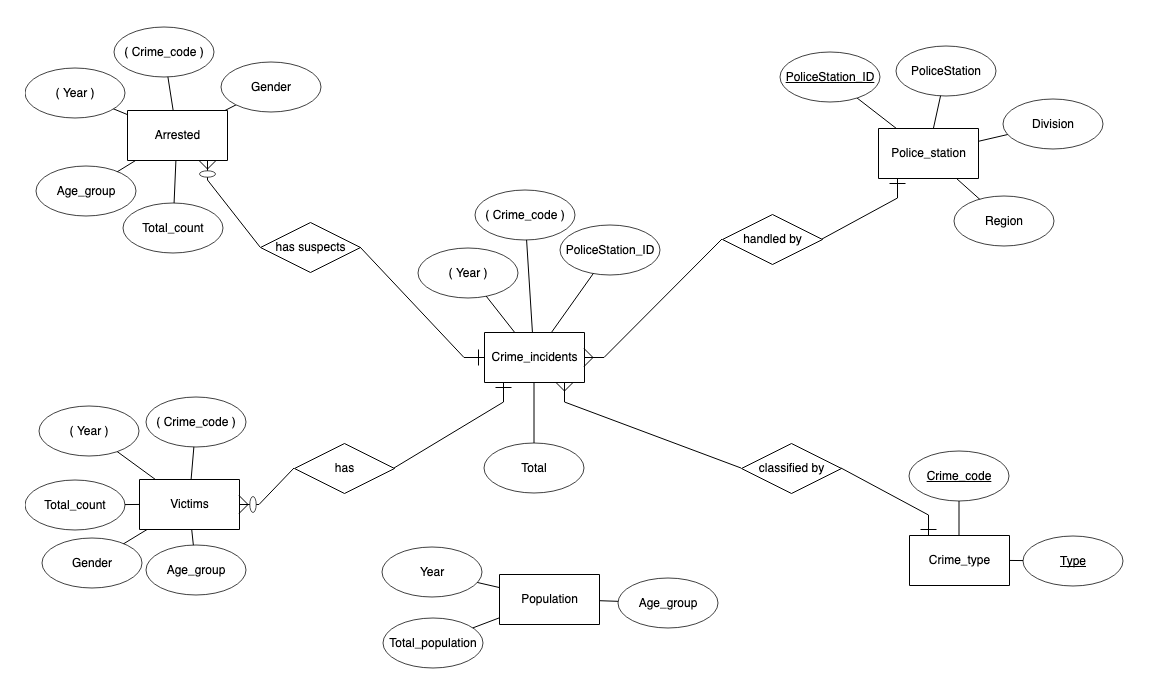 ( Crime_code )
( Year )
Gender
Arrested
Age_group
Total_count
has suspects
PoliceStation_ID
PoliceStation
Division
Police_station
Region
handled by
( Crime_code )
( Year )
PoliceStation_ID
Crime_incidents
Total
( Year )
( Crime_code )
Total_count
Victims
Gender
Age_group
has
classified by
Crime_code
Crime_type
Type
Year
Population
Age_group
Total_population